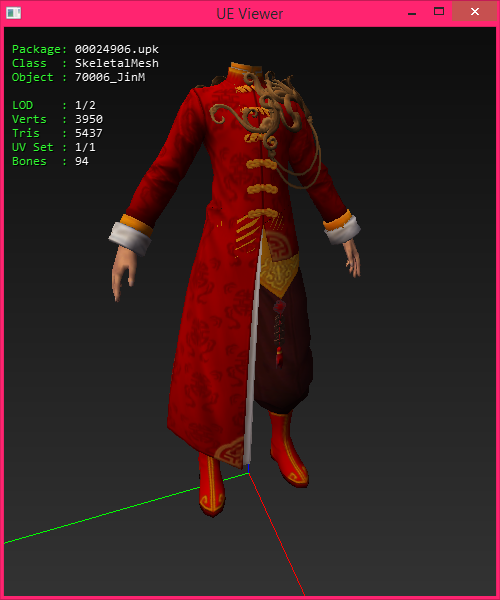 UE Viewer
Package: 00024906.upk
Class : SkeletalMesh
Object : 70006_JinM
LOD : 1/2
Verts : 3950
Tris : 5437
UV Set : 1/1
Bones : 94